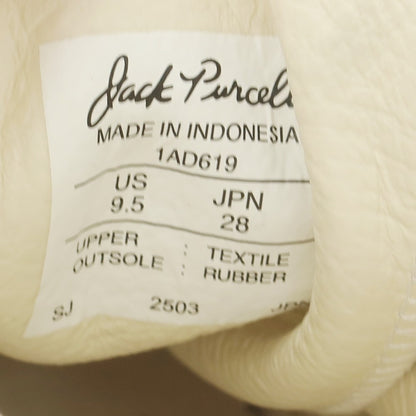 Jack Purcell
MADE IN INDONESIA
1AD619
US JPN
9.5 28
UPPER : TEXTILE
OUTSOLE : RUBBER
SJ 2503